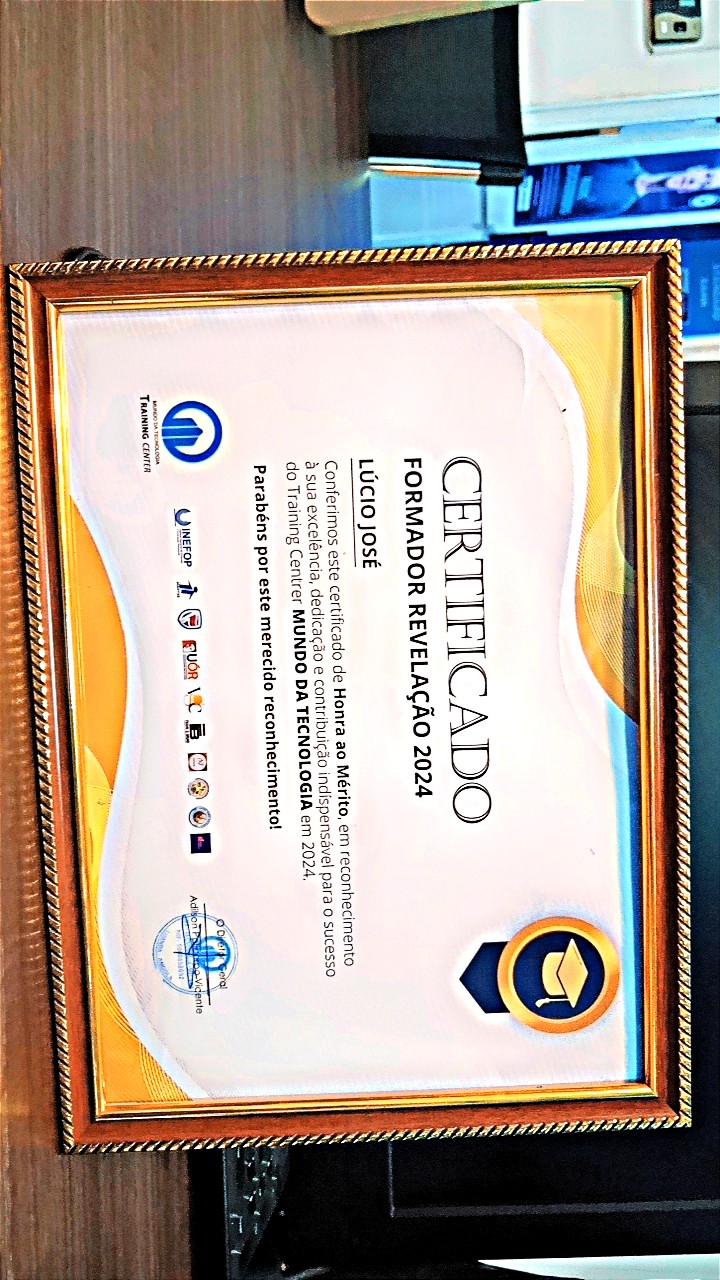 CERTIFICADO
FORMADOR REVELAÇÃO 2024
LÚCIO JOSÉ
Conferimos este certificado de Honra ao Mérito, em reconhecimento
à sua excelência, dedicação e contribuição indispensável para o sucesso
do Training Centrer MUNDO DA TECNOLOGIA em 2024.
Parabéns por este merecido reconhecimento!
MUNDO DA TECNOLOGIA
TRAINING CENTER
INEFOP
UÓR
O Diretor Geral
Adilson Vicente